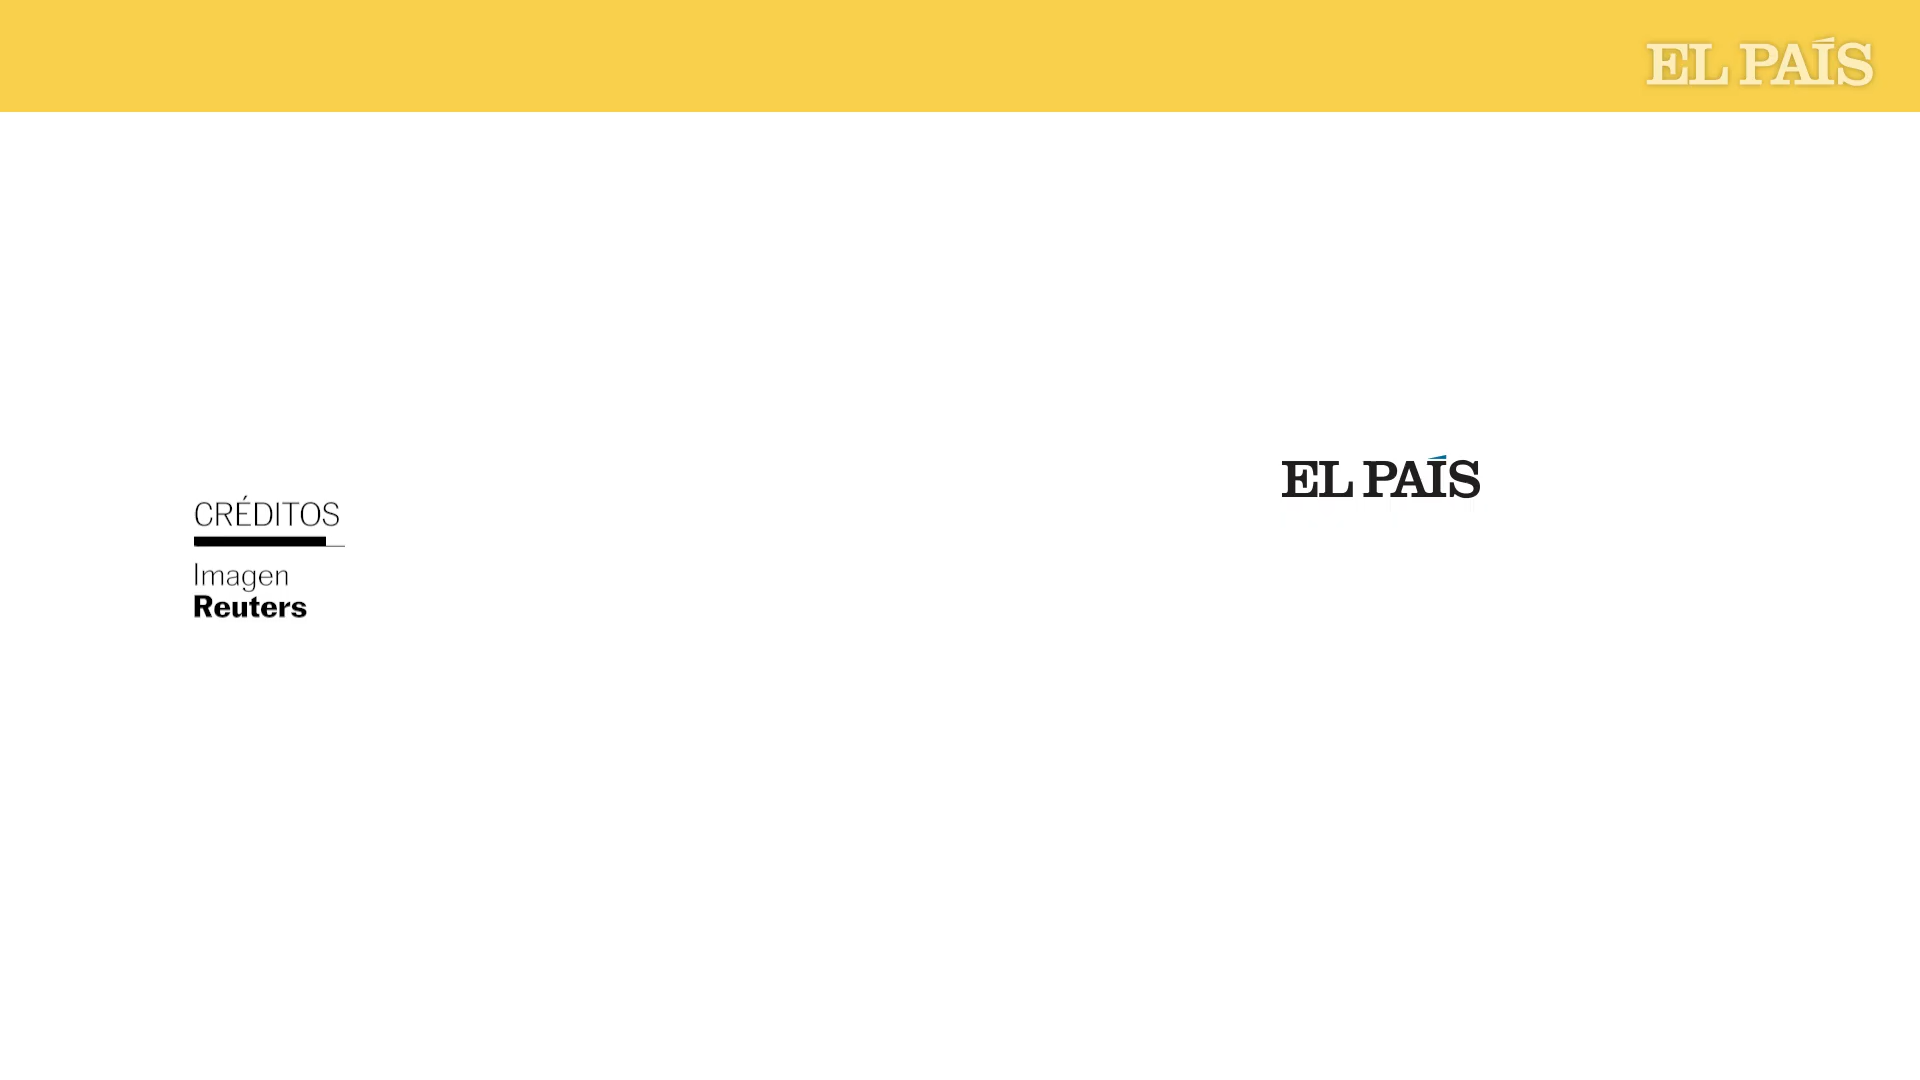 EL PAÍS
EL PAÍS
CRÉDITOS
Imagen
Reuters